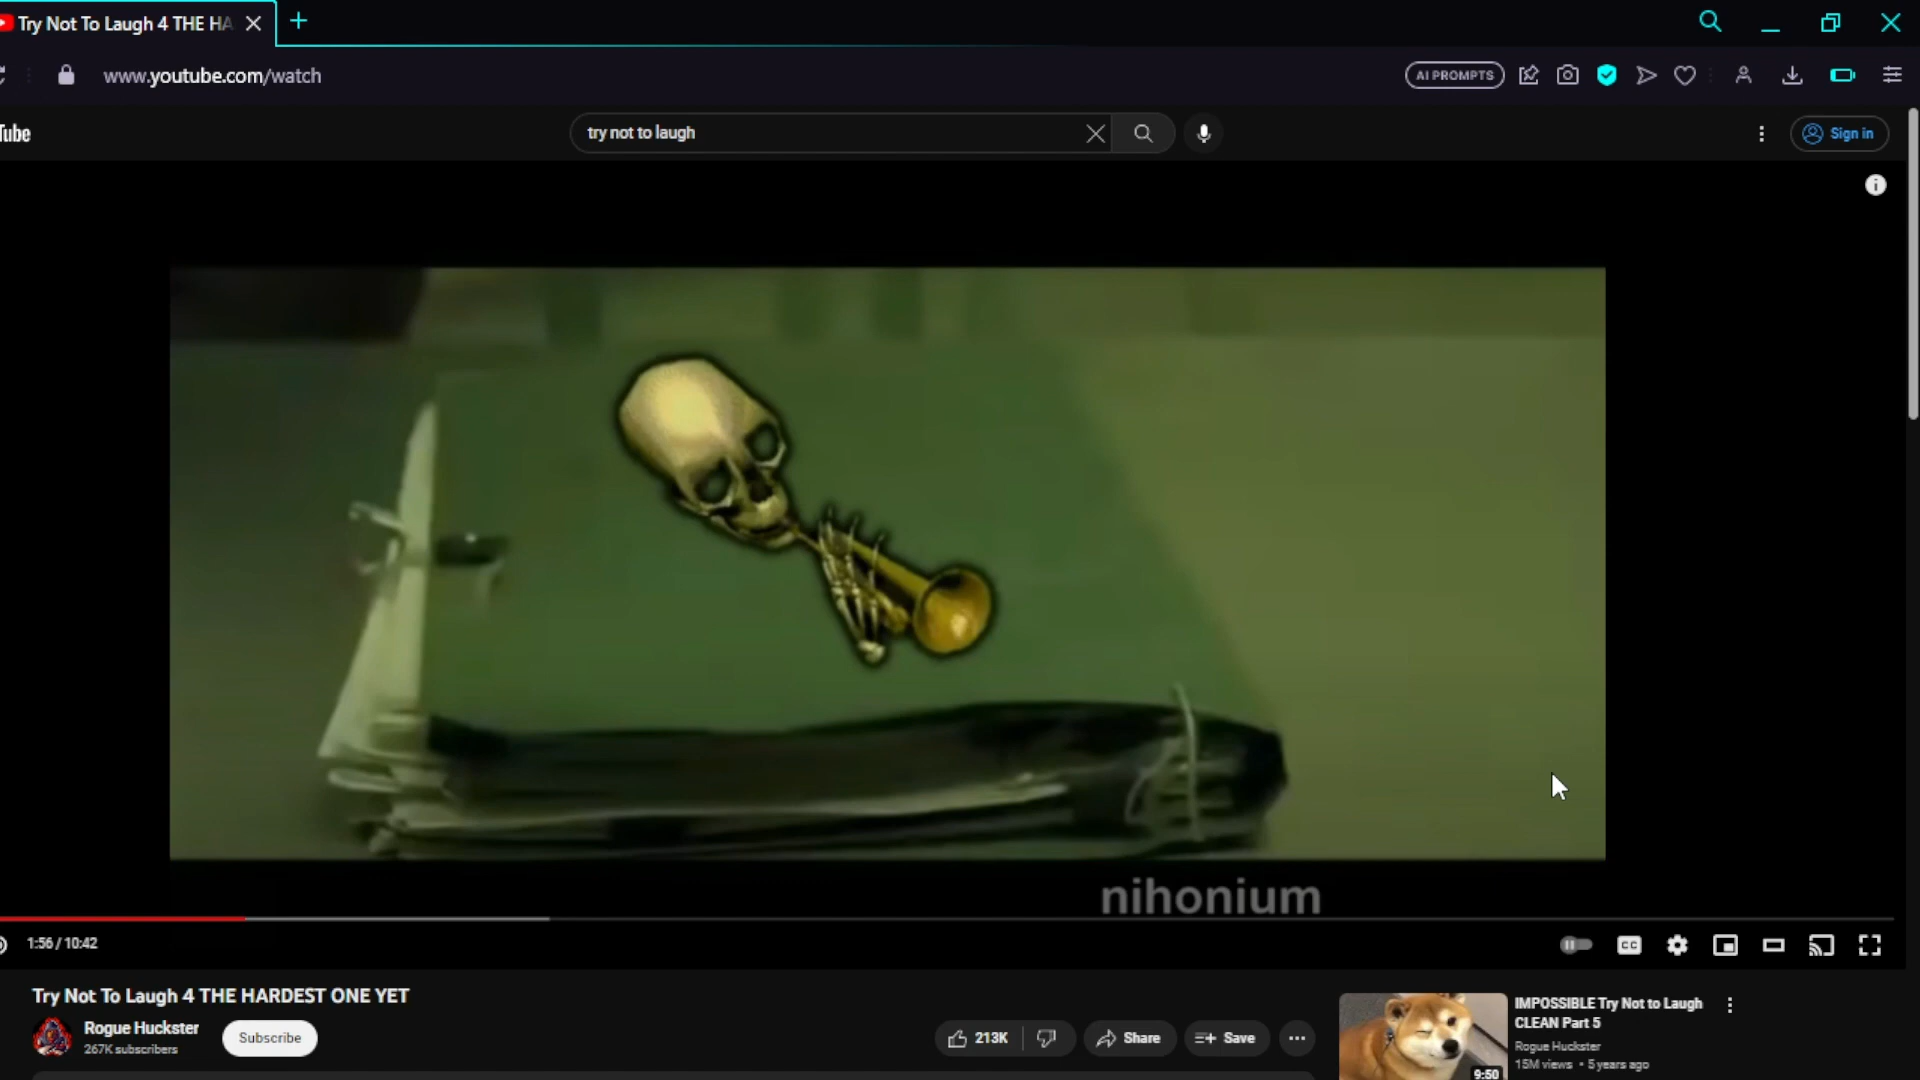 Try Not To Laugh 4 THE HA
www.youtube.com/watch
AI PROMPTS
Tube
try not to laugh
Sign in
nihonium
1:56 / 10:42
CC
Try Not To Laugh 4 THE HARDEST ONE YET
Rogue Huckster
267K subscribers
Subscribe
213K
Share
Save
IMPOSSIBLE Try Not to Laugh
CLEAN Part 5
Rogue Huckster
15M views • 5 years ago
9:50